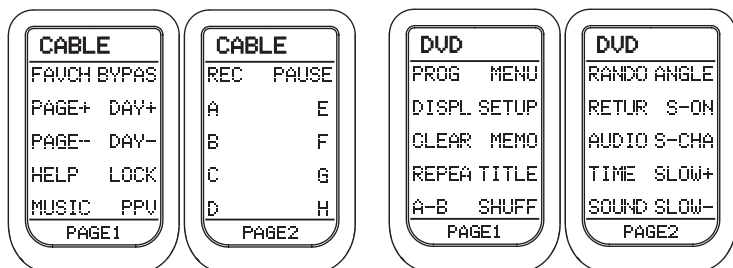 CABLE
FAVCH BYPAS
PAGE+ DAY+
PAGE- DAY-
HELP LOCK
MUSIC PPV
PAGE1
CABLE
REC PAUSE
A E
B F
C G
D H
PAGE2
DVD
PROG MENU
DISPL SETUP
CLEAR MEMO
REPEA TITLE
A-B SHUFF
PAGE1
DVD
RANDO ANGLE
RETUR S-ON
AUDIO S-CHA
TIME SLOW+
SOUND SLOW-
PAGE2